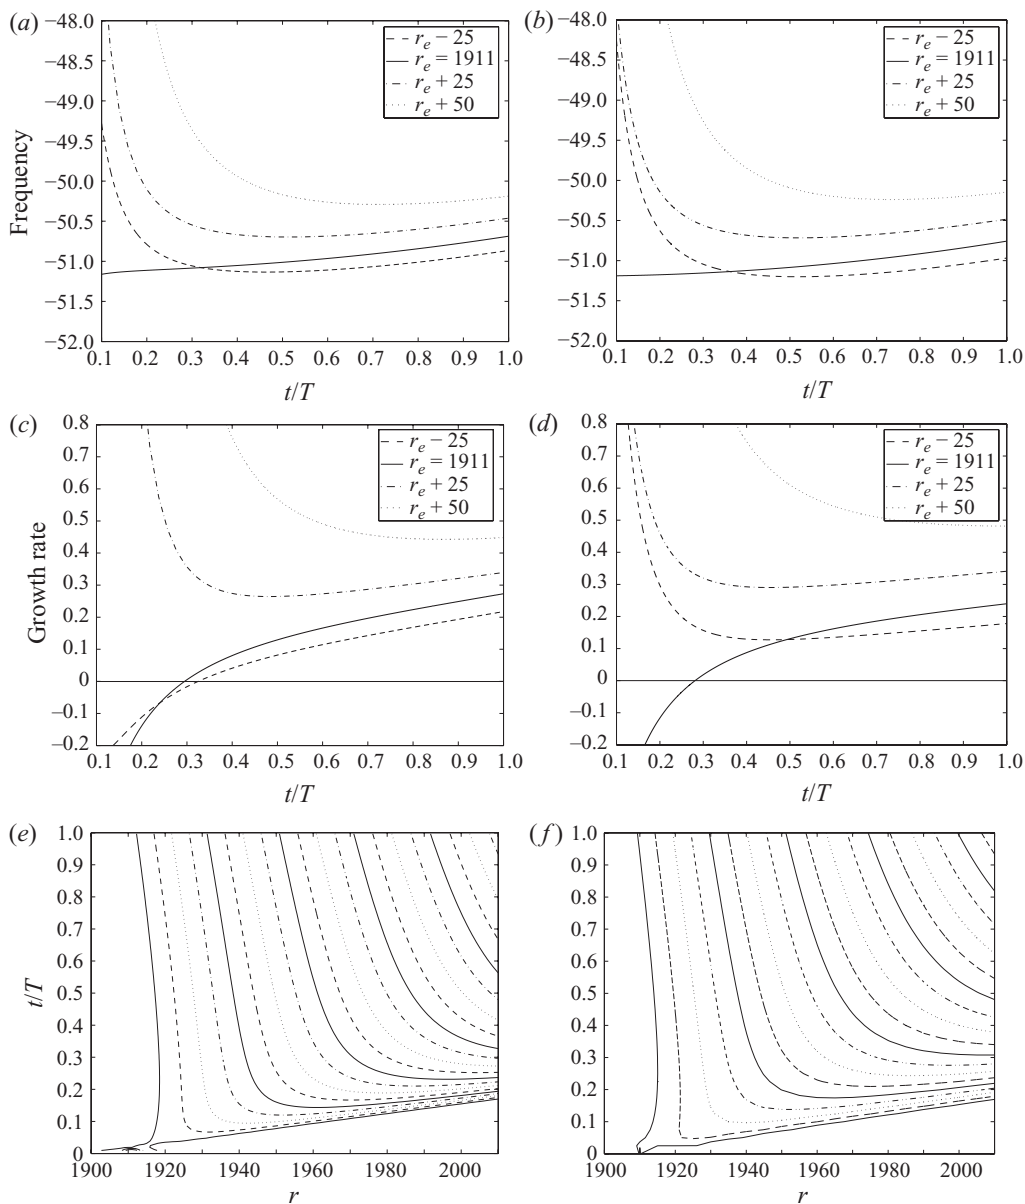 (a)
−48.0
−48.5
−49.0
−49.5
−50.0
−50.5
−51.0
−51.5
−52.0
Frequency
r_e − 25
r_e = 1911
r_e + 25
r_e + 50
0.1 0.2 0.3 0.4 0.5 0.6 0.7 0.8 0.9 1.0
t/T
(b)
−48.0
−48.5
−49.0
−49.5
−50.0
−50.5
−51.0
−51.5
−52.0
r_e − 25
r_e = 1911
r_e + 25
r_e + 50
0.1 0.2 0.3 0.4 0.5 0.6 0.7 0.8 0.9 1.0
t/T
(c)
0.8
0.7
0.6
0.5
0.4
0.3
0.2
0.1
0
−0.1
−0.2
Growth rate
r_e − 25
r_e = 1911
r_e + 25
r_e + 50
0.1 0.2 0.3 0.4 0.5 0.6 0.7 0.8 0.9 1.0
t/T
(d)
0.8
0.7
0.6
0.5
0.4
0.3
0.2
0.1
0
−0.1
−0.2
r_e − 25
r_e = 1911
r_e + 25
r_e + 50
0.1 0.2 0.3 0.4 0.5 0.6 0.7 0.8 0.9 1.0
t/T
(e)
1.0
0.9
0.8
0.7
0.6
0.5
0.4
0.3
0.2
0.1
0
t/T
1900 1920 1940 1960 1980 2000
r
(f)
1.0
0.9
0.8
0.7
0.6
0.5
0.4
0.3
0.2
0.1
0
1900 1920 1940 1960 1980 2000
r